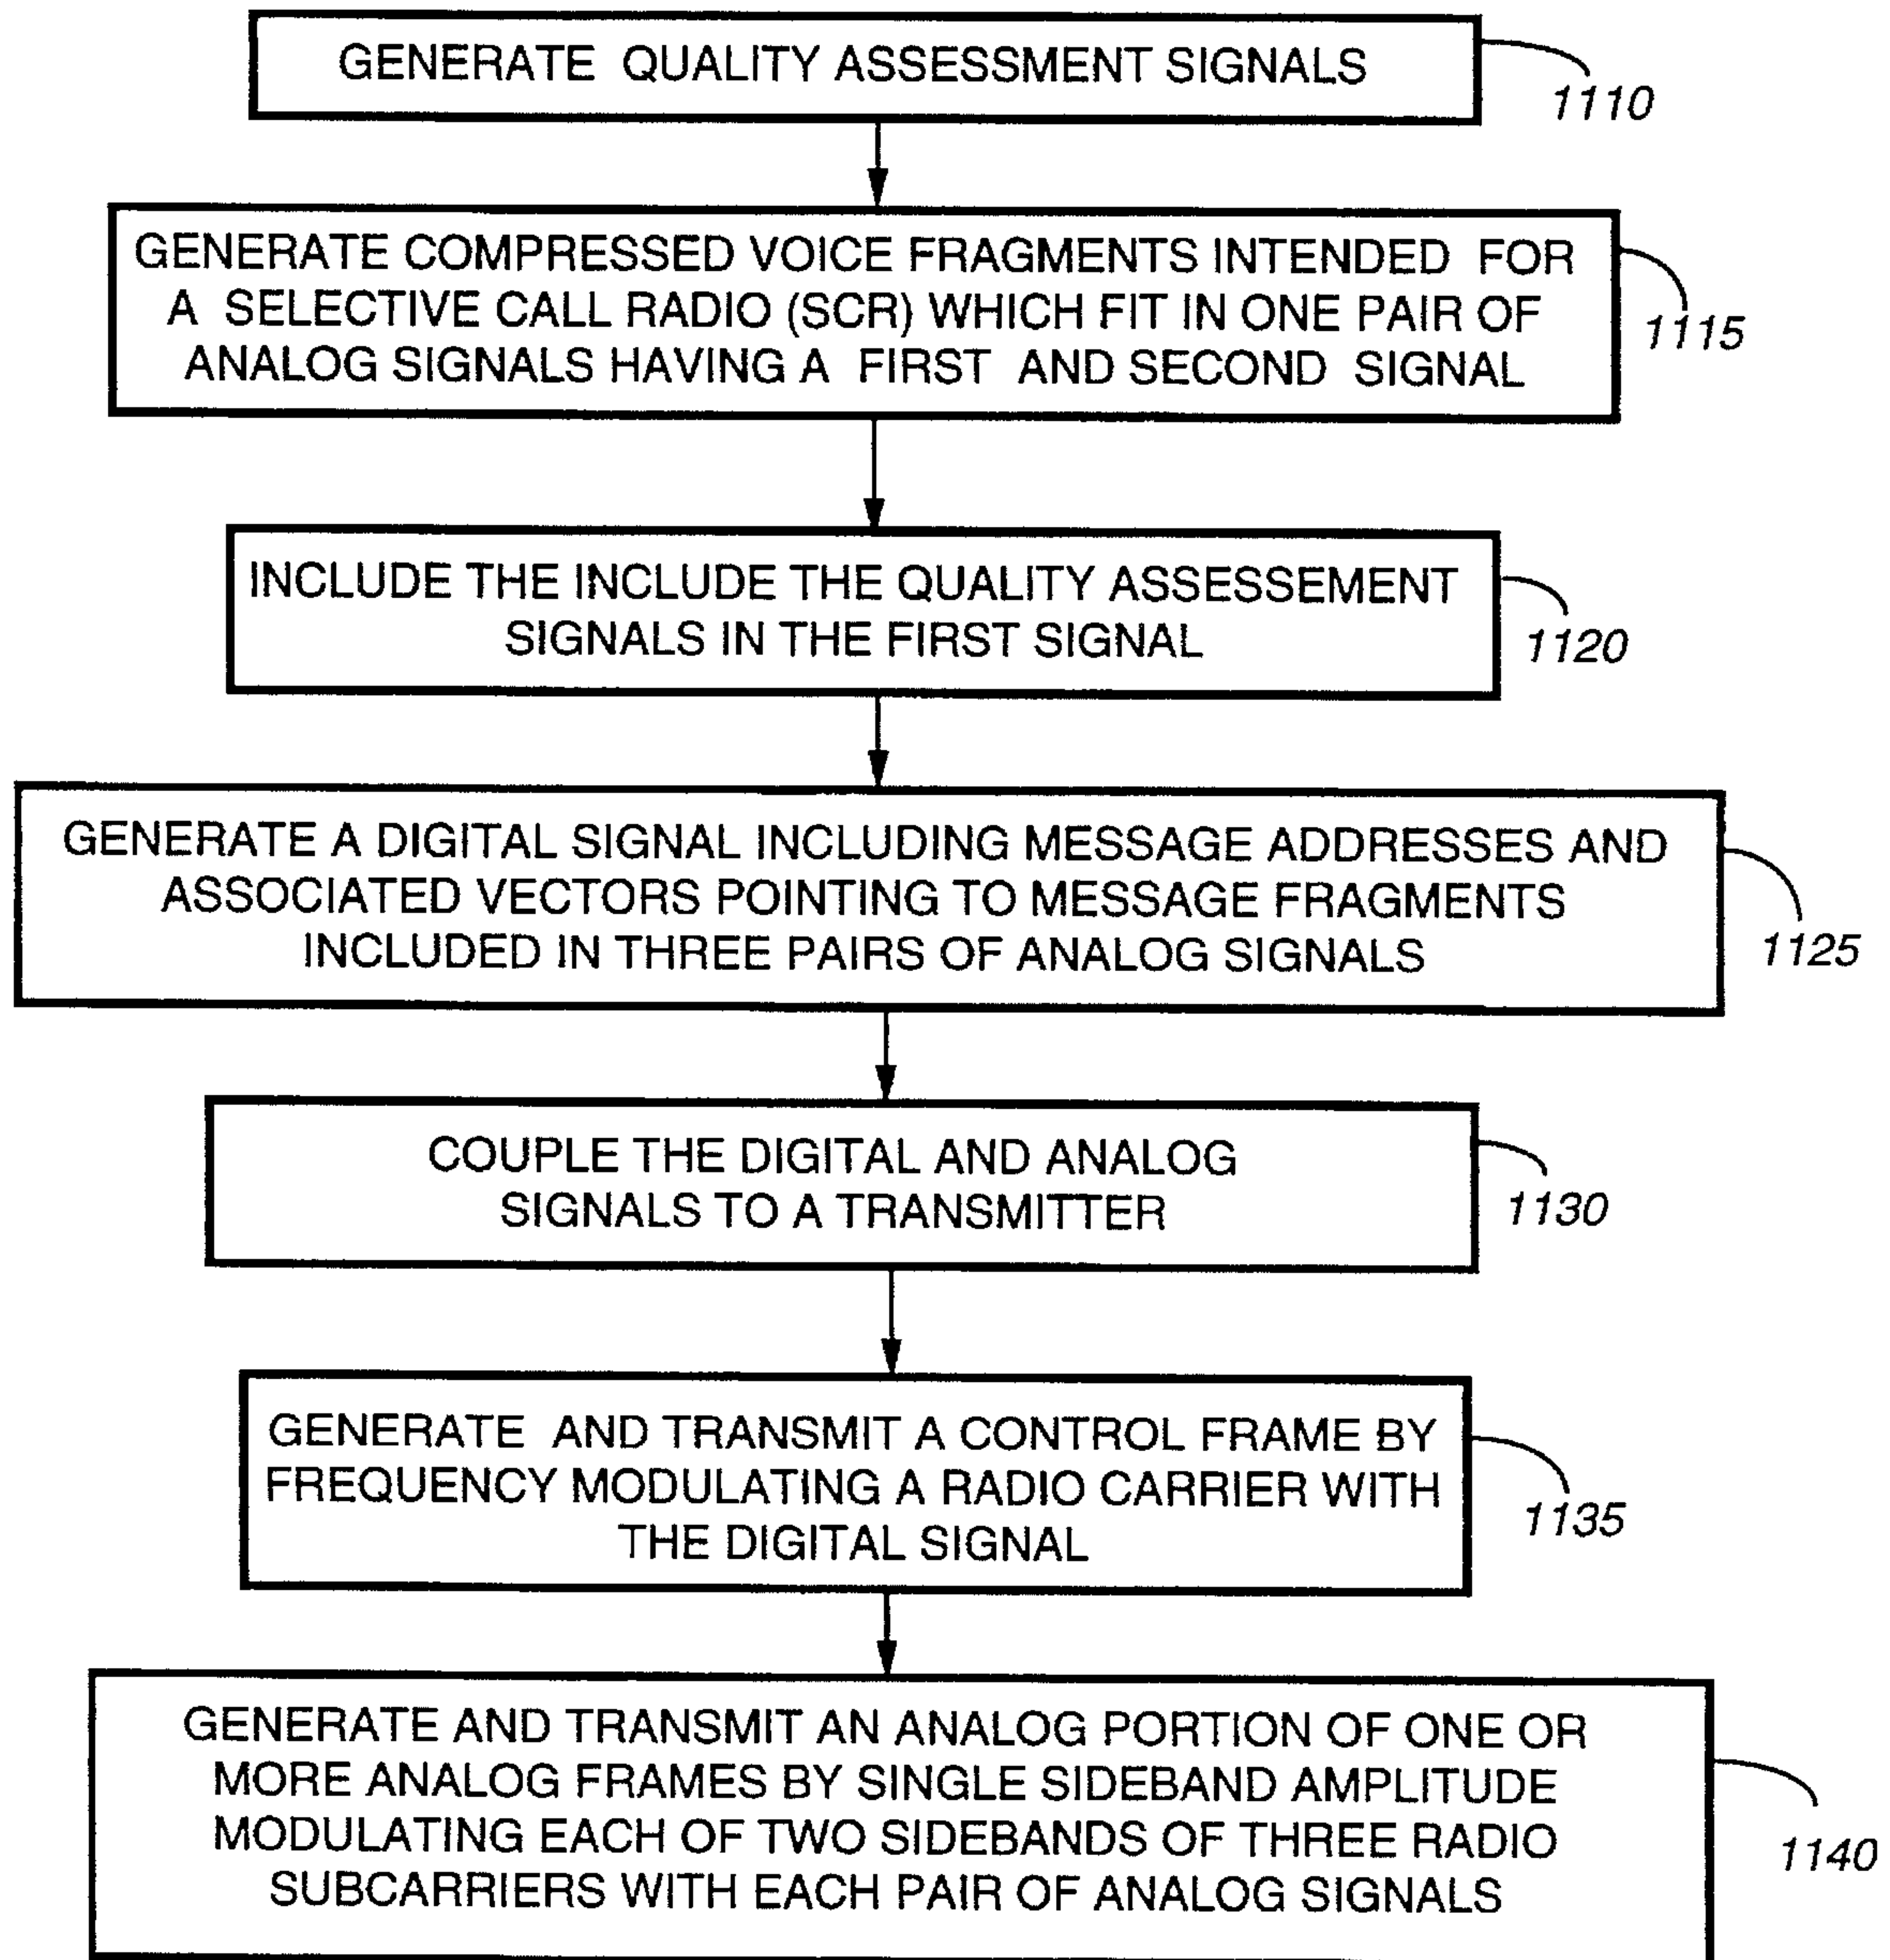 GENERATE QUALITY ASSESSMENT SIGNALS
1110
GENERATE COMPRESSED VOICE FRAGMENTS INTENDED FOR
A SELECTIVE CALL RADIO (SCR) WHICH FIT IN ONE PAIR OF
ANALOG SIGNALS HAVING A FIRST AND SECOND SIGNAL
1115
INCLUDE THE INCLUDE THE QUALITY ASSESSEMENT
SIGNALS IN THE FIRST SIGNAL
1120
GENERATE A DIGITAL SIGNAL INCLUDING MESSAGE ADDRESSES AND
ASSOCIATED VECTORS POINTING TO MESSAGE FRAGMENTS
INCLUDED IN THREE PAIRS OF ANALOG SIGNALS
1125
COUPLE THE DIGITAL AND ANALOG
SIGNALS TO A TRANSMITTER
1130
GENERATE AND TRANSMIT A CONTROL FRAME BY
FREQUENCY MODULATING A RADIO CARRIER WITH
THE DIGITAL SIGNAL
1135
GENERATE AND TRANSMIT AN ANALOG PORTION OF ONE OR
MORE ANALOG FRAMES BY SINGLE SIDEBAND AMPLITUDE
MODULATING EACH OF TWO SIDEBANDS OF THREE RADIO
SUBCARRIERS WITH EACH PAIR OF ANALOG SIGNALS
1140